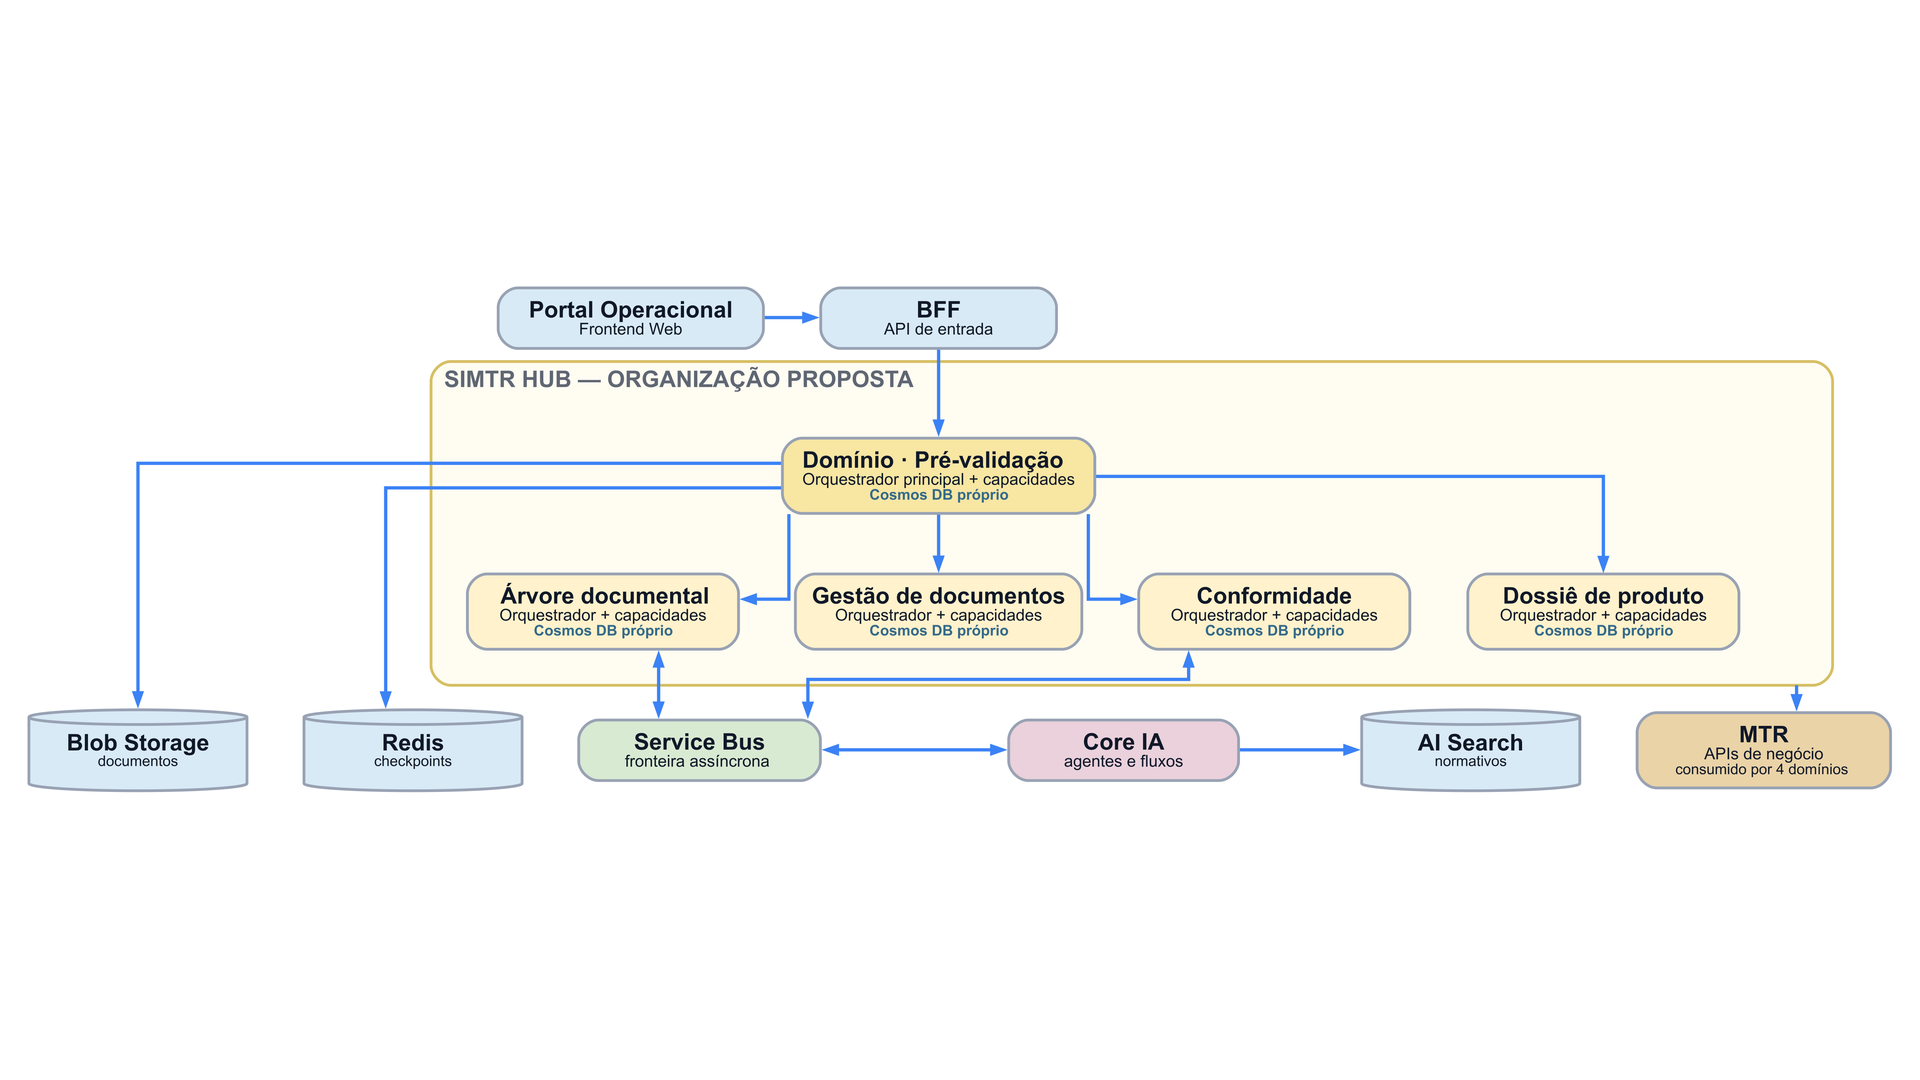 Portal Operacional
Frontend Web
BFF
API de entrada
SIMTR HUB — ORGANIZAÇÃO PROPOSTA
Domínio · Pré-validação
Orquestrador principal + capacidades
Cosmos DB próprio
Árvore documental
Orquestrador + capacidades
Cosmos DB próprio
Gestão de documentos
Orquestrador + capacidades
Cosmos DB próprio
Conformidade
Orquestrador + capacidades
Cosmos DB próprio
Dossiê de produto
Orquestrador + capacidades
Cosmos DB próprio
Blob Storage
documentos
Redis
checkpoints
Service Bus
fronteira assíncrona
Core IA
agentes e fluxos
AI Search
normativos
MTR
APIs de negócio
consumido por 4 domínios